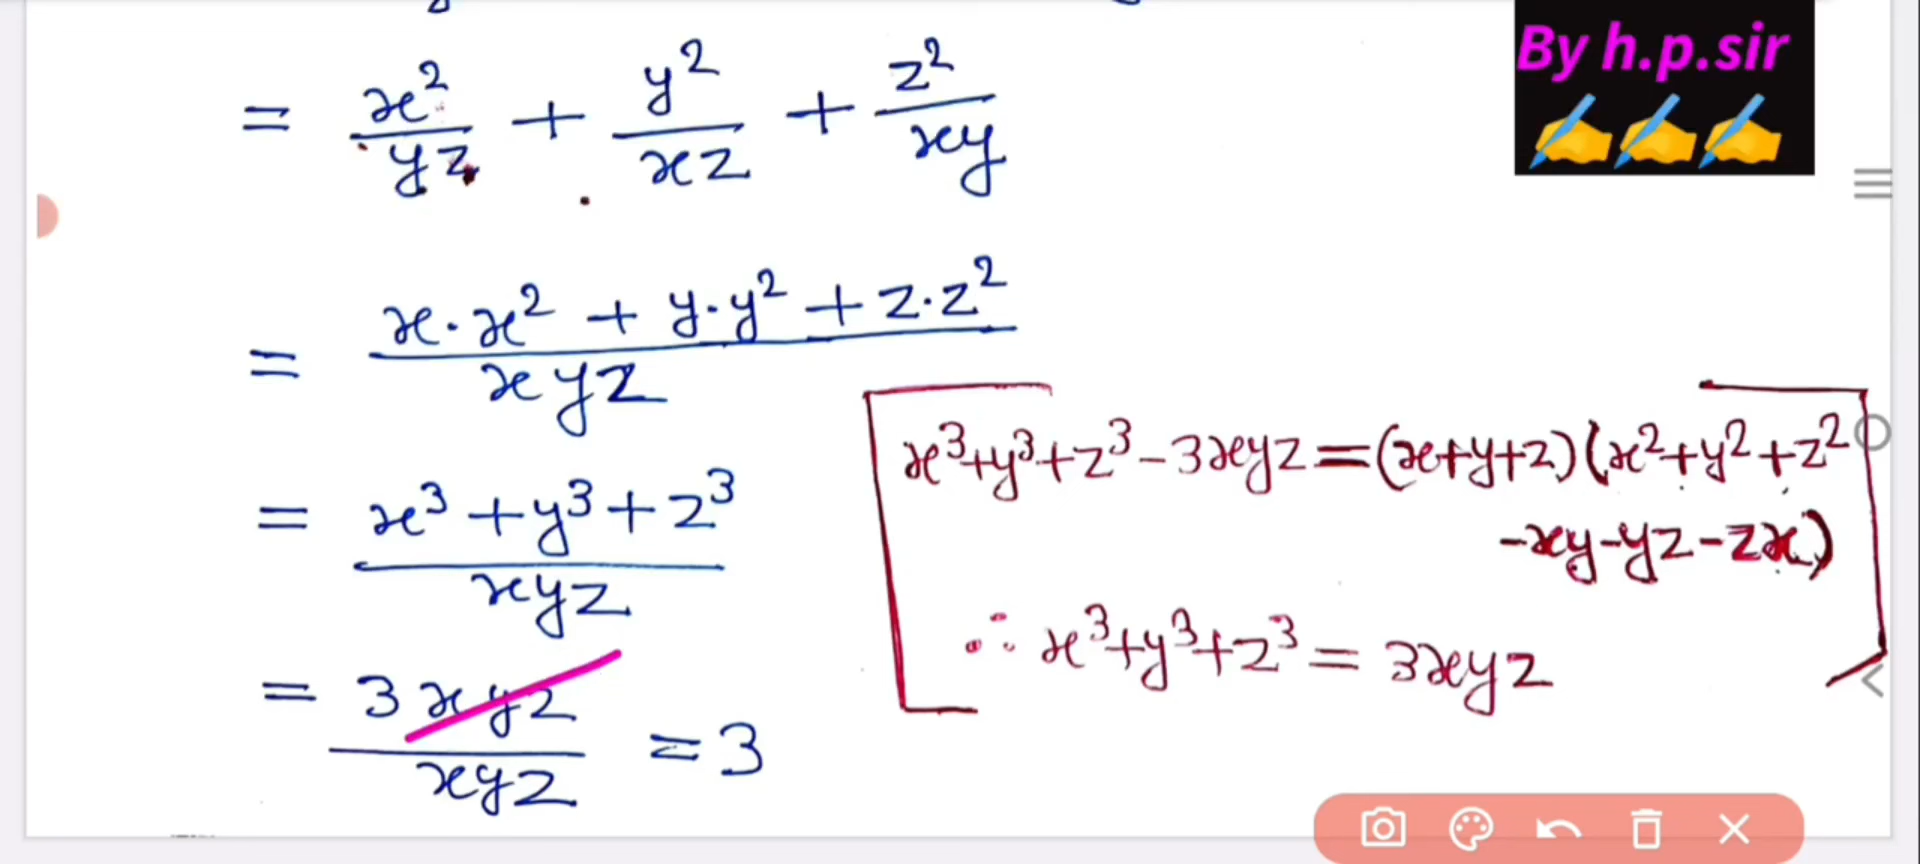 = x²/yz + y²/xz + z²/xy
By h.p.sir
= x·x² + y·y² + z·z² / xyz
= x³ + y³ + z³ / xyz
x³+y³+z³-3xyz=(x+y+z)(x²+y²+z²
-xy-yz-zx)
∴ x³+y³+z³ = 3xyz
= 3xyz / xyz = 3